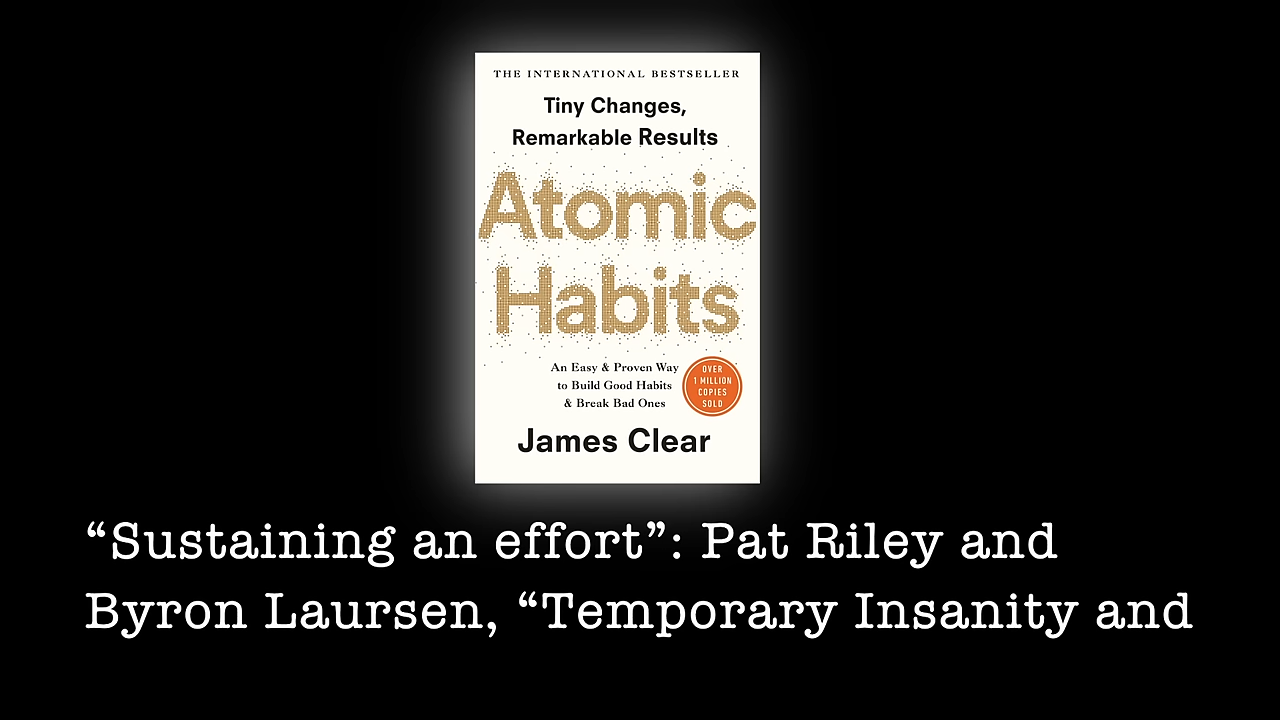 THE INTERNATIONAL BESTSELLER
Tiny Changes,
Remarkable Results
Atomic
Habits
An Easy & Proven Way
to Build Good Habits
& Break Bad Ones
OVER
1 MILLION
COPIES
SOLD
James Clear
“Sustaining an effort”: Pat Riley and
Byron Laursen, “Temporary Insanity and